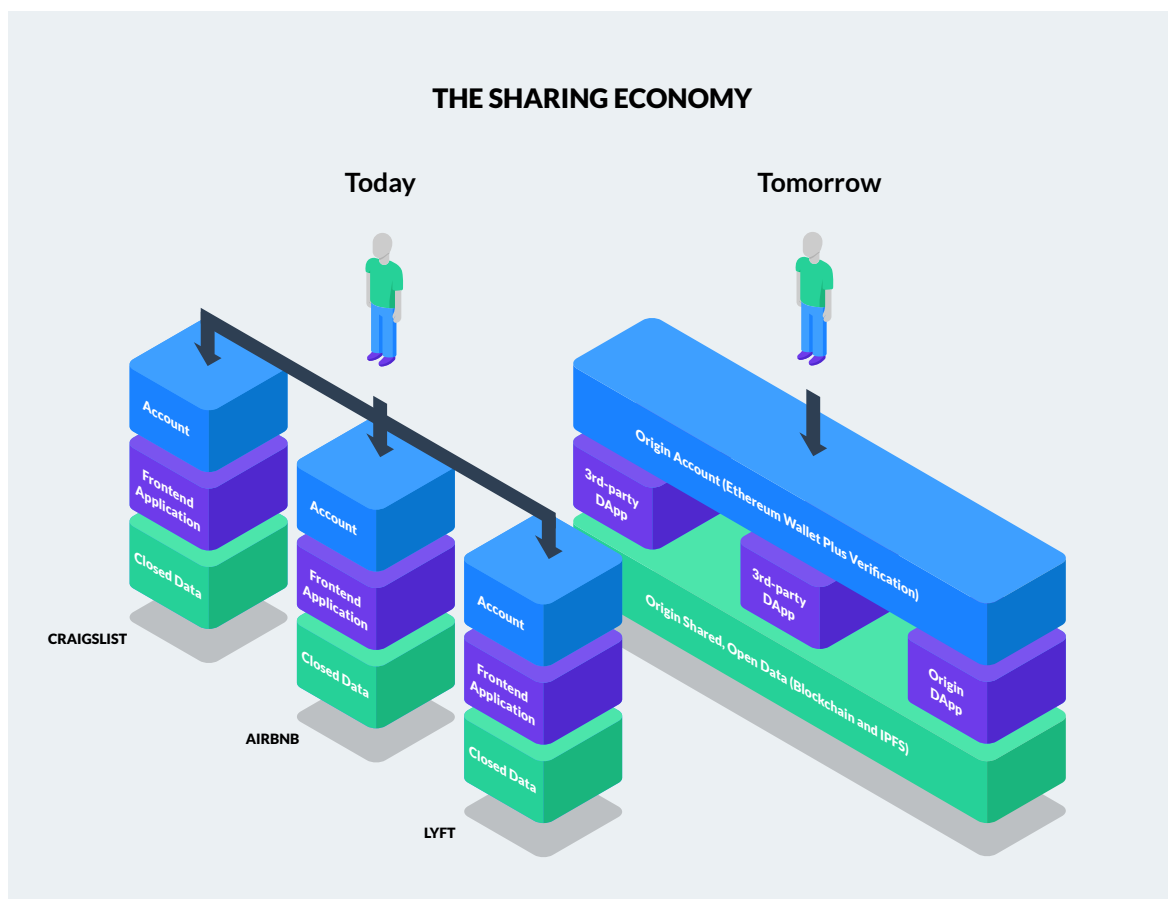 THE SHARING ECONOMY
Today
Tomorrow
Account
Frontend
Application
Closed Data
CRAIGSLIST
Account
Frontend
Application
Closed Data
AIRBNB
Account
Frontend
Application
Closed Data
LYFT
Origin Account (Ethereum Wallet Plus Verification)
3rd-party
DApp
3rd-party
DApp
Origin
DApp
Origin Shared, Open Data (Blockchain and IPFS)